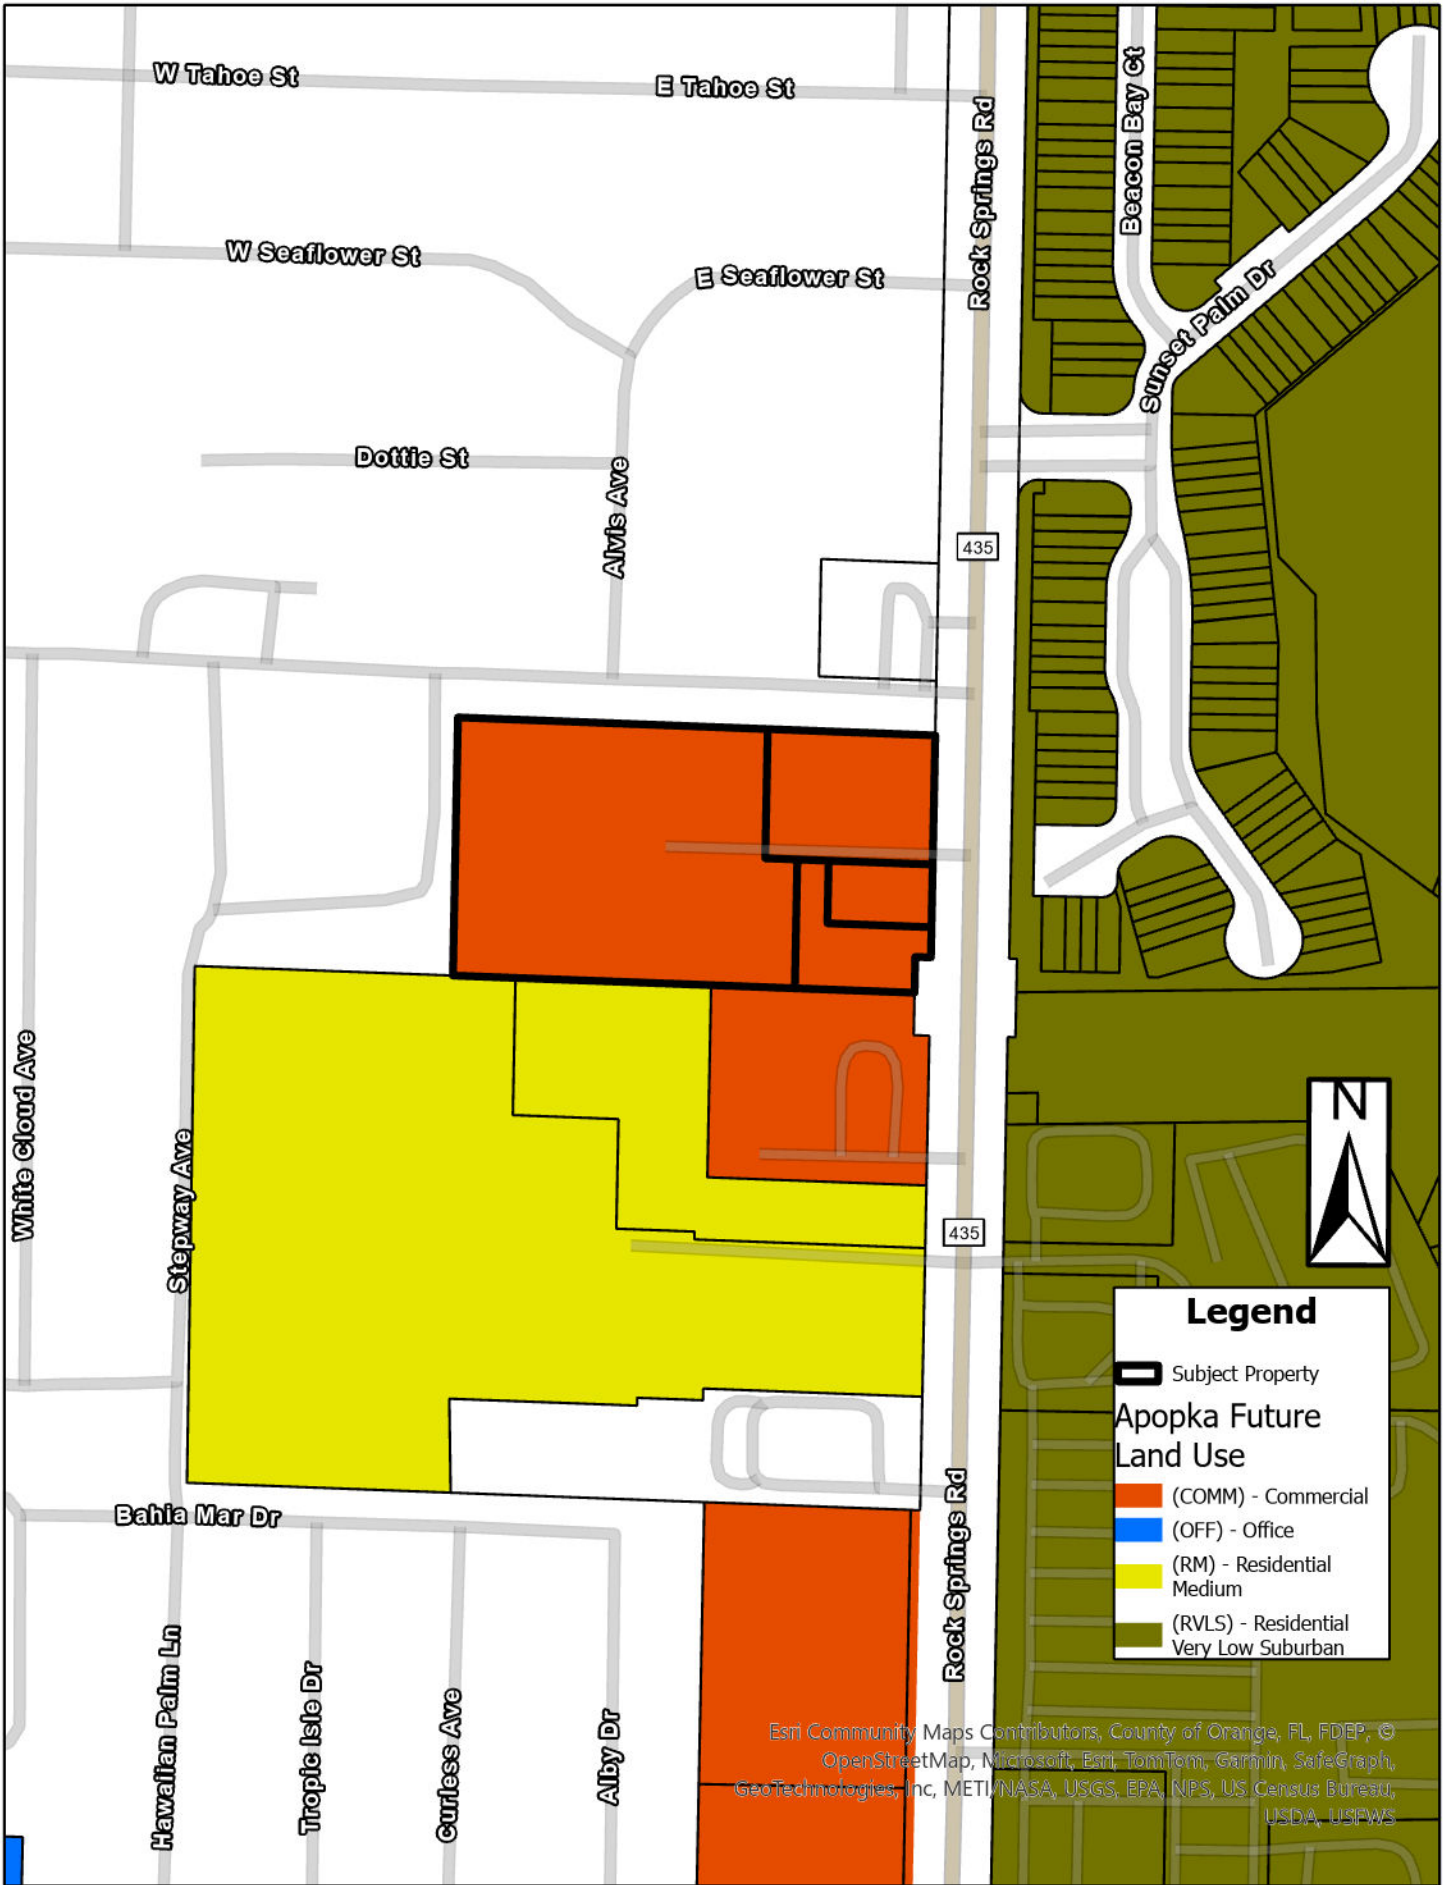 W Tahoe St
E Tahoe St
Rock Springs Rd
Beacon Bay Ct
W Seaflower St
E Seaflower St
Sunset Palm Dr
Dottie St
Alvis Ave
435
White Cloud Ave
Stepway Ave
N
435
Legend
Subject Property
Apopka Future
Land Use
(COMM) - Commercial
(OFF) - Office
(RM) - Residential
Medium
(RVLS) - Residential
Very Low Suburban
Bahia Mar Dr
Rock Springs Rd
Hawaiian Palm Ln
Tropic Isle Dr
Curless Ave
Alby Dr
Esri Community Maps Contributors, County of Orange, FL, FDEP, ©
OpenStreetMap, Microsoft, Esri, TomTom, Garmin, SafeGraph,
GeoTechnologies, Inc, METI/NASA, USGS, EPA, NPS, US Census Bureau,
USDA, USFWS